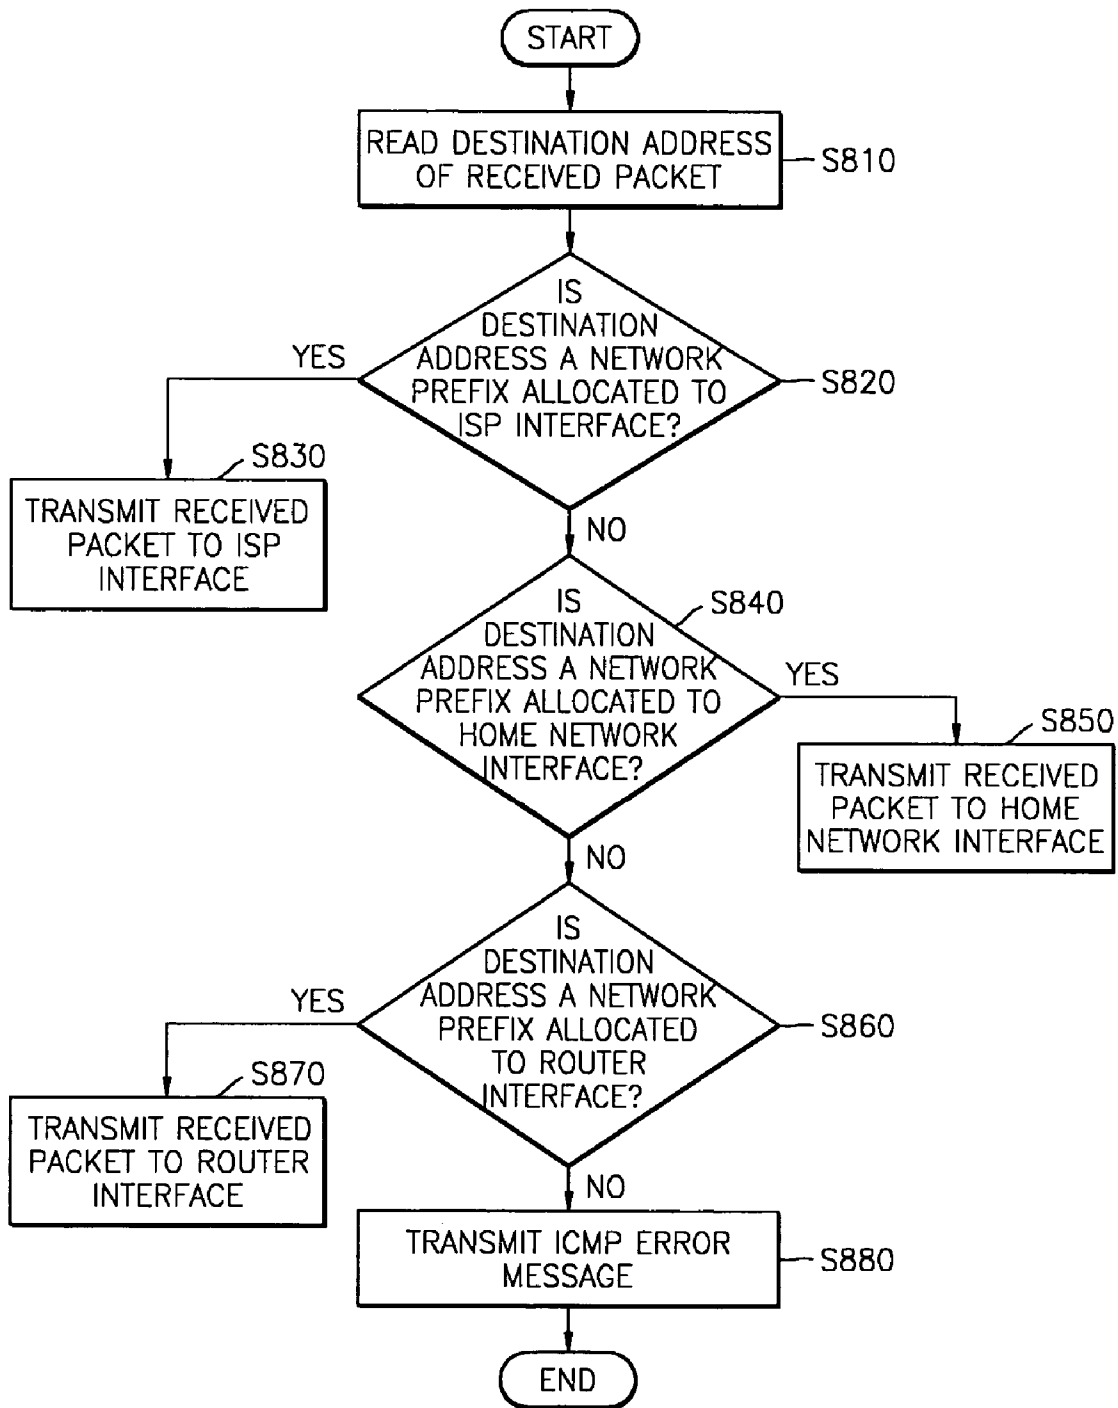 START
READ DESTINATION ADDRESS
OF RECEIVED PACKET
S810
IS
DESTINATION
ADDRESS A NETWORK
PREFIX ALLOCATED TO
ISP INTERFACE?
S820
YES
S830
TRANSMIT RECEIVED
PACKET TO ISP
INTERFACE
NO
IS
DESTINATION
ADDRESS A NETWORK
PREFIX ALLOCATED TO
HOME NETWORK
INTERFACE?
S840
YES
S850
TRANSMIT RECEIVED
PACKET TO HOME
NETWORK INTERFACE
NO
IS
DESTINATION
ADDRESS A NETWORK
PREFIX ALLOCATED
TO ROUTER
INTERFACE?
S860
YES
S870
TRANSMIT RECEIVED
PACKET TO ROUTER
INTERFACE
NO
TRANSMIT ICMP ERROR
MESSAGE
S880
END